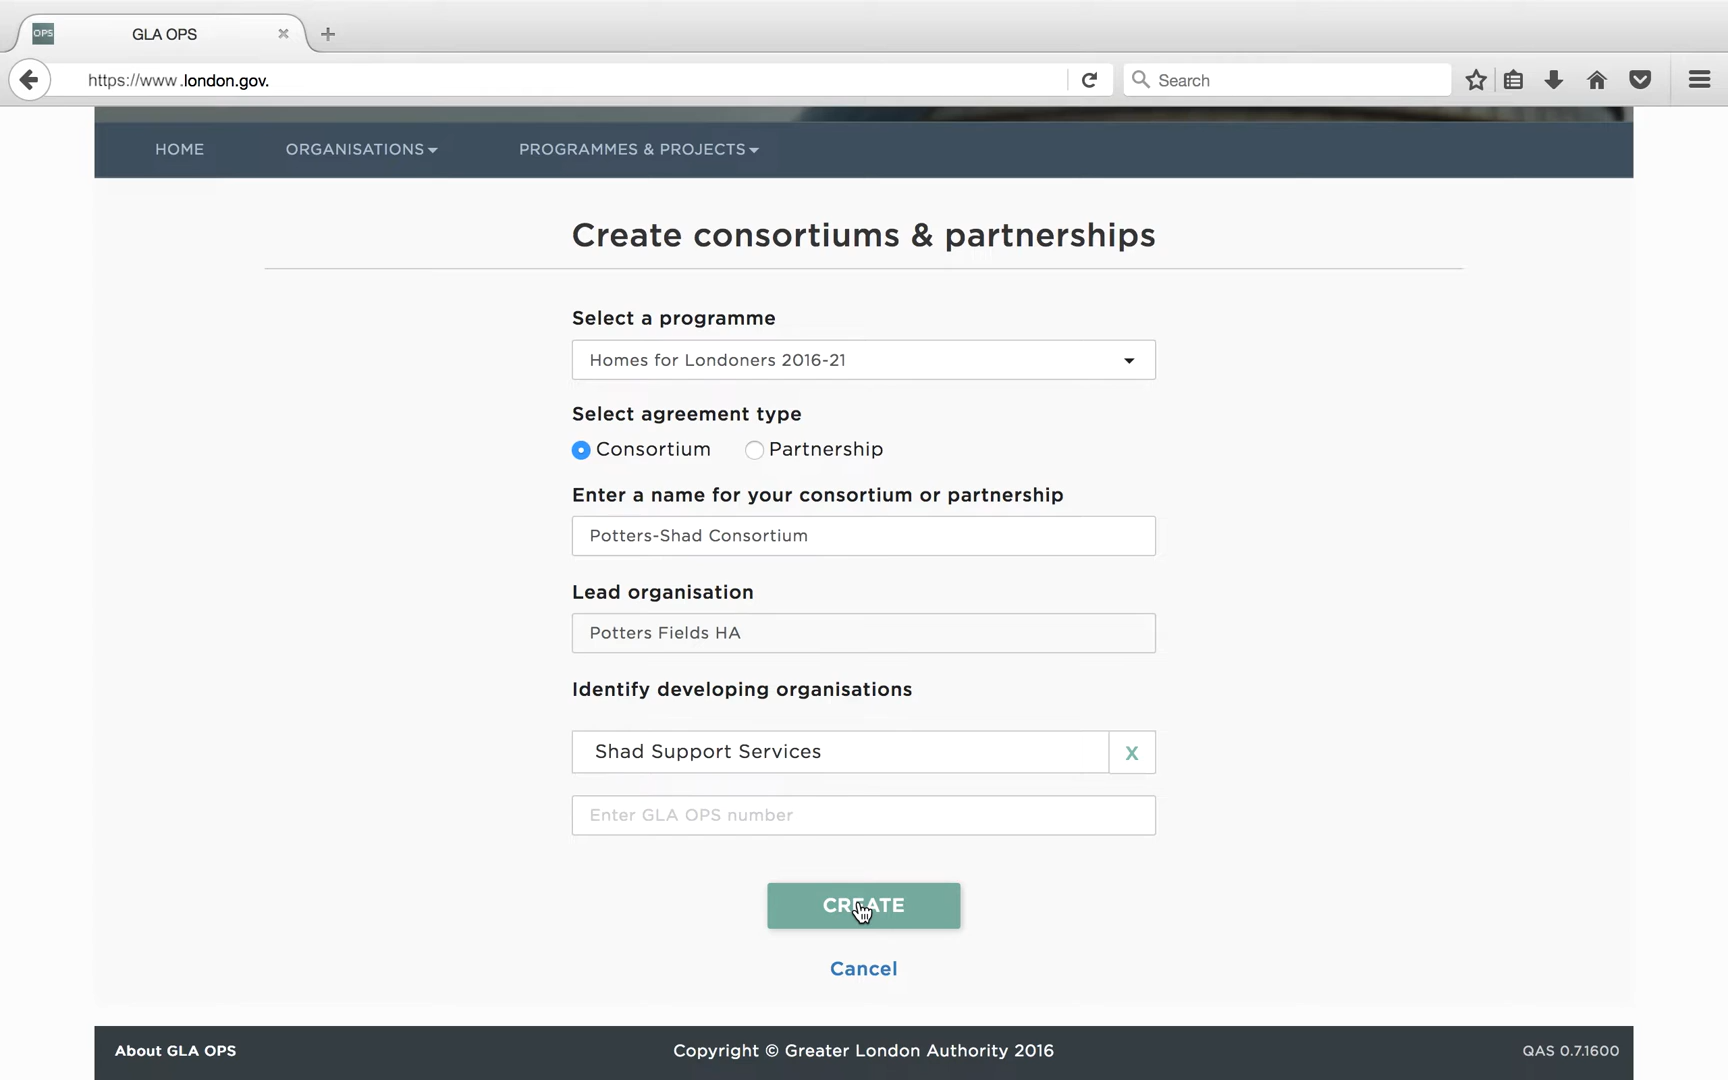 OPS
GLA OPS
https://www.london.gov.
Search
HOME
ORGANISATIONS
PROGRAMMES & PROJECTS
Create consortiums & partnerships
Select a programme
Homes for Londoners 2016-21
Select agreement type
Consortium
Partnership
Enter a name for your consortium or partnership
Potters-Shad Consortium
Lead organisation
Potters Fields HA
Identify developing organisations
Shad Support Services
X
Enter GLA OPS number
CREATE
Cancel
About GLA OPS
Copyright © Greater London Authority 2016
QAS 0.7.1600